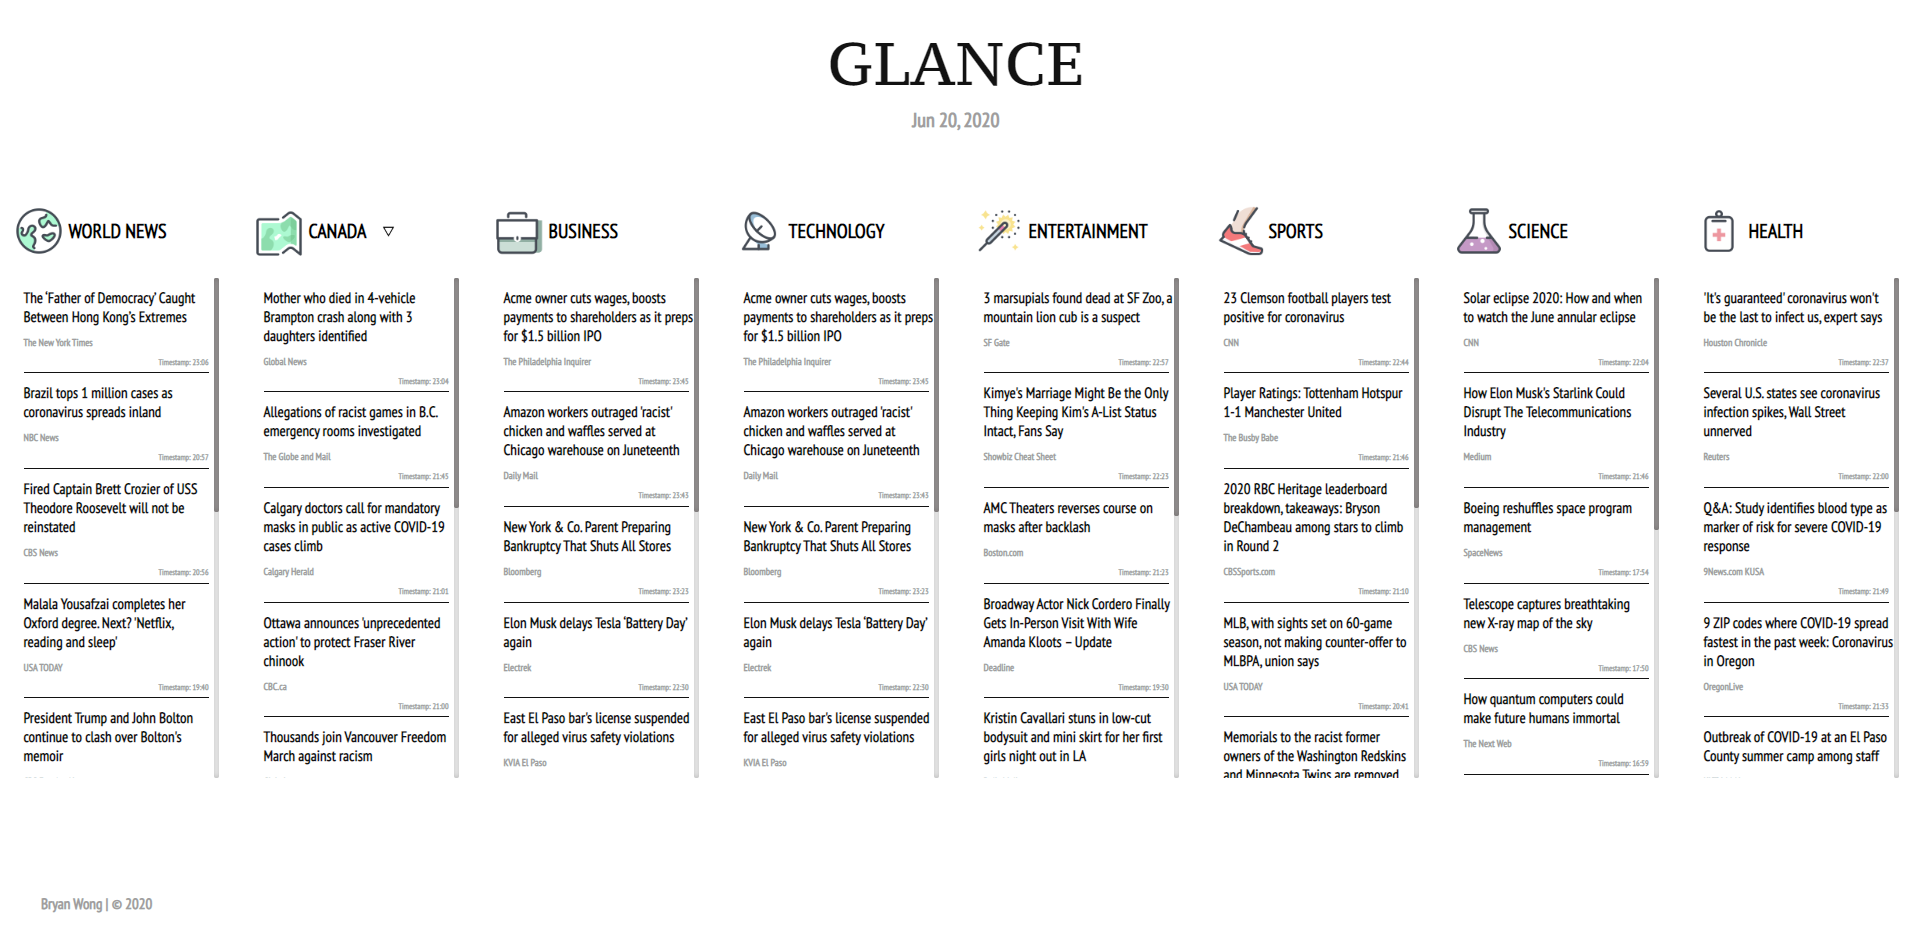 GLANCE
Jun 20, 2020
WORLD NEWS
The ‘Father of Democracy’ Caught
Between Hong Kong’s Extremes
The New York Times
Timestamp: 23:06
Brazil tops 1 million cases as
coronavirus spreads inland
NBC News
Timestamp: 20:57
Fired Captain Brett Crozier of USS
Theodore Roosevelt will not be
reinstated
CBS News
Timestamp: 20:56
Malala Yousafzai completes her
Oxford degree. Next? 'Netflix,
reading and sleep'
USA TODAY
Timestamp: 19:40
President Trump and John Bolton
continue to clash over Bolton's
memoir
CANADA ▽
Mother who died in 4-vehicle
Brampton crash along with 3
daughters identified
Global News
Timestamp: 23:04
Allegations of racist games in B.C.
emergency rooms investigated
The Globe and Mail
Timestamp: 21:45
Calgary doctors call for mandatory
masks in public as active COVID-19
cases climb
Calgary Herald
Timestamp: 21:01
Ottawa announces 'unprecedented
action' to protect Fraser River
chinook
CBC.ca
Timestamp: 21:00
Thousands join Vancouver Freedom
March against racism
BUSINESS
Acme owner cuts wages, boosts
payments to shareholders as it preps
for $1.5 billion IPO
The Philadelphia Inquirer
Timestamp: 23:45
Amazon workers outraged 'racist'
chicken and waffles served at
Chicago warehouse on Juneteenth
Daily Mail
Timestamp: 23:43
New York & Co. Parent Preparing
Bankruptcy That Shuts All Stores
Bloomberg
Timestamp: 23:23
Elon Musk delays Tesla ‘Battery Day’
again
Electrek
Timestamp: 22:30
East El Paso bar's license suspended
for alleged virus safety violations
KVIA El Paso
TECHNOLOGY
Acme owner cuts wages, boosts
payments to shareholders as it preps
for $1.5 billion IPO
The Philadelphia Inquirer
Timestamp: 23:45
Amazon workers outraged 'racist'
chicken and waffles served at
Chicago warehouse on Juneteenth
Daily Mail
Timestamp: 23:43
New York & Co. Parent Preparing
Bankruptcy That Shuts All Stores
Bloomberg
Timestamp: 23:23
Elon Musk delays Tesla ‘Battery Day’
again
Electrek
Timestamp: 22:30
East El Paso bar's license suspended
for alleged virus safety violations
KVIA El Paso
ENTERTAINMENT
3 marsupials found dead at SF Zoo, a
mountain lion cub is a suspect
SF Gate
Timestamp: 22:57
Kimye's Marriage Might Be the Only
Thing Keeping Kim's A-List Status
Intact, Fans Say
Showbiz Cheat Sheet
Timestamp: 22:23
AMC Theaters reverses course on
masks after backlash
Boston.com
Timestamp: 21:23
Broadway Actor Nick Cordero Finally
Gets In-Person Visit With Wife
Amanda Kloots – Update
Deadline
Timestamp: 19:30
Kristin Cavallari stuns in low-cut
bodysuit and mini skirt for her first
girls night out in LA
SPORTS
23 Clemson football players test
positive for coronavirus
CNN
Timestamp: 22:44
Player Ratings: Tottenham Hotspur
1-1 Manchester United
The Busby Babe
Timestamp: 21:46
2020 RBC Heritage leaderboard
breakdown, takeaways: Bryson
DeChambeau among stars to climb
in Round 2
CBSSports.com
Timestamp: 21:10
MLB, with sights set on 60-game
season, not making counter-offer to
MLBPA, union says
USA TODAY
Timestamp: 20:41
Memorials to the racist former
owners of the Washington Redskins
and Minnesota Twins are removed
SCIENCE
Solar eclipse 2020: How and when
to watch the June annular eclipse
CNN
Timestamp: 22:04
How Elon Musk's Starlink Could
Disrupt The Telecommunications
Industry
Medium
Timestamp: 21:46
Boeing reshuffles space program
management
SpaceNews
Timestamp: 17:54
Telescope captures breathtaking
new X-ray map of the sky
CBS News
Timestamp: 17:50
How quantum computers could
make future humans immortal
The Next Web
Timestamp: 16:59
HEALTH
'It's guaranteed' coronavirus won't
be the last to infect us, expert says
Houston Chronicle
Timestamp: 22:37
Several U.S. states see coronavirus
infection spikes, Wall Street
unnerved
Reuters
Timestamp: 22:00
Q&A: Study identifies blood type as
marker of risk for severe COVID-19
response
9News.com KUSA
Timestamp: 21:49
9 ZIP codes where COVID-19 spread
fastest in the past week: Coronavirus
in Oregon
OregonLive
Timestamp: 21:33
Outbreak of COVID-19 at an El Paso
County summer camp among staff
Bryan Wong | © 2020